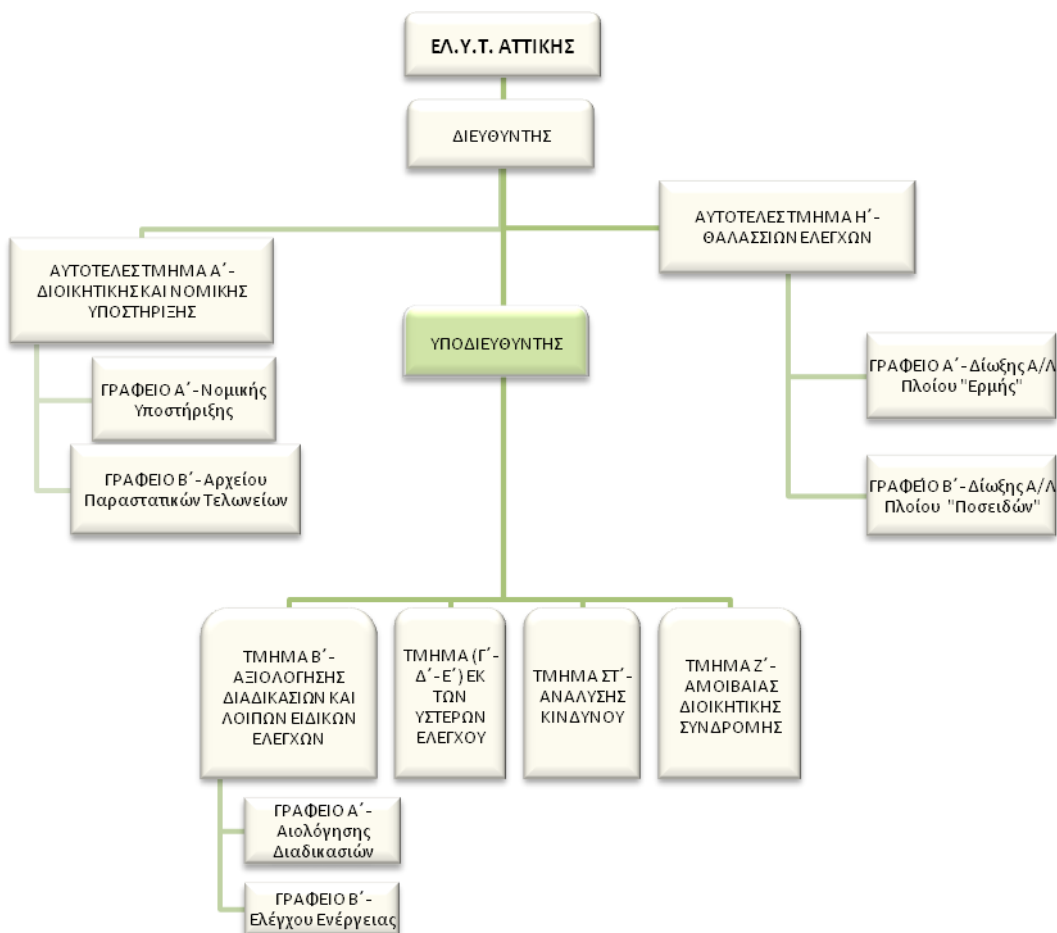 ΕΛ.Υ.Τ. ΑΤΤΙΚΗΣ
ΔΙΕΥΘΥΝΤΗΣ
ΑΥΤΟΤΕΛΕΣ ΤΜΗΜΑ Α΄-
ΔΙΟΙΚΗΤΙΚΗΣ ΚΑΙ ΝΟΜΙΚΗΣ
ΥΠΟΣΤΗΡΙΞΗΣ
ΓΡΑΦΕΙΟ Α΄- Νομικής
Υποστήριξης
ΓΡΑΦΕΙΟ Β΄- Αρχείου
Παραστατικών Τελωνείων
ΑΥΤΟΤΕΛΕΣ ΤΜΗΜΑ Η΄-
ΘΑΛΑΣΣΙΩΝ ΕΛΕΓΧΩΝ
ΓΡΑΦΕΙΟ Α΄- Δίωξης Α/Λ
Πλοίου "Ερμής"
ΓΡΑΦΕΊΟ Β΄- Δίωξης Α/Λ
Πλοίου "Ποσειδών"
ΥΠΟΔΙΕΥΘΥΝΤΗΣ
ΤΜΗΜΑ Β΄-
ΑΞΙΟΛΟΓΗΣΗΣ
ΔΙΑΔΙΚΑΣΙΩΝ ΚΑΙ
ΛΟΙΠΩΝ ΕΙΔΙΚΩΝ
ΕΛΕΓΧΩΝ
ΓΡΑΦΕΙΟ Α΄-
Αιολόγησης
Διαδικασιών
ΓΡΑΦΕΙΟ Β΄-
Ελέγχου Ενέργειας
ΤΜΗΜΑ (Γ΄-
Δ΄- Ε΄) ΕΚ
ΤΩΝ
ΥΣΤΕΡΩΝ
ΕΛΕΓΧΟΥ
ΤΜΗΜΑ ΣΤ΄-
ΑΝΑΛΥΣΗΣ
ΚΙΝΔΥΝΟΥ
ΤΜΗΜΑ Ζ΄-
ΑΜΟΙΒΑΙΑΣ
ΔΙΟΙΚΗΤΙΚΗΣ
ΣΥΝΔΡΟΜΗΣ